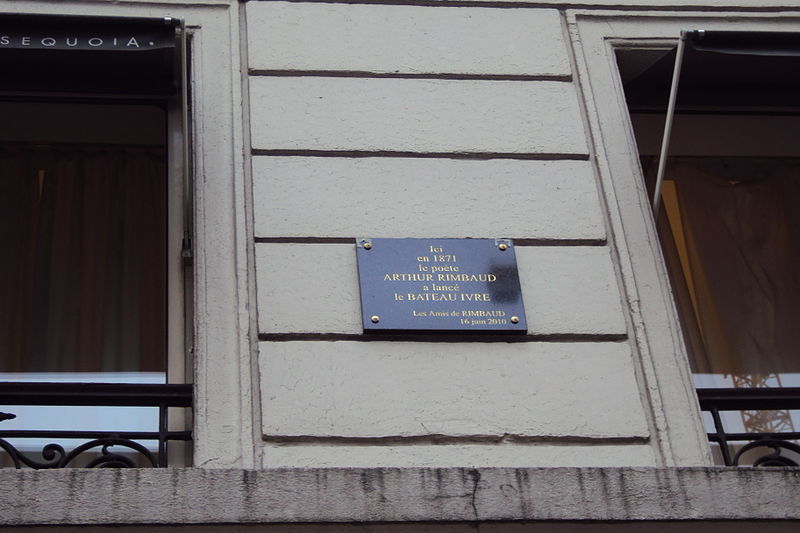 SEQUOIA.
Ici
en 1871
le poète
ARTHUR RIMBAUD
a lancé
le BATEAU IVRE
Les Amis de RIMBAUD
16 juin 2010